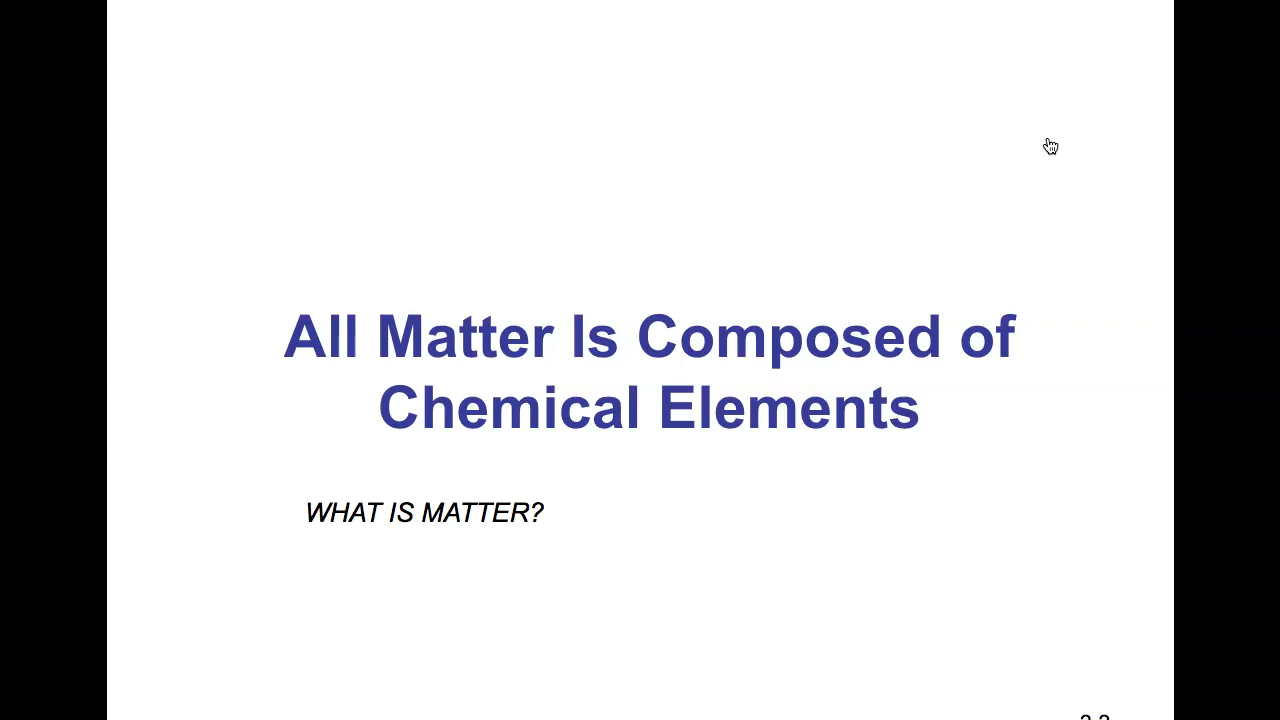 All Matter Is Composed of
Chemical Elements
WHAT IS MATTER?